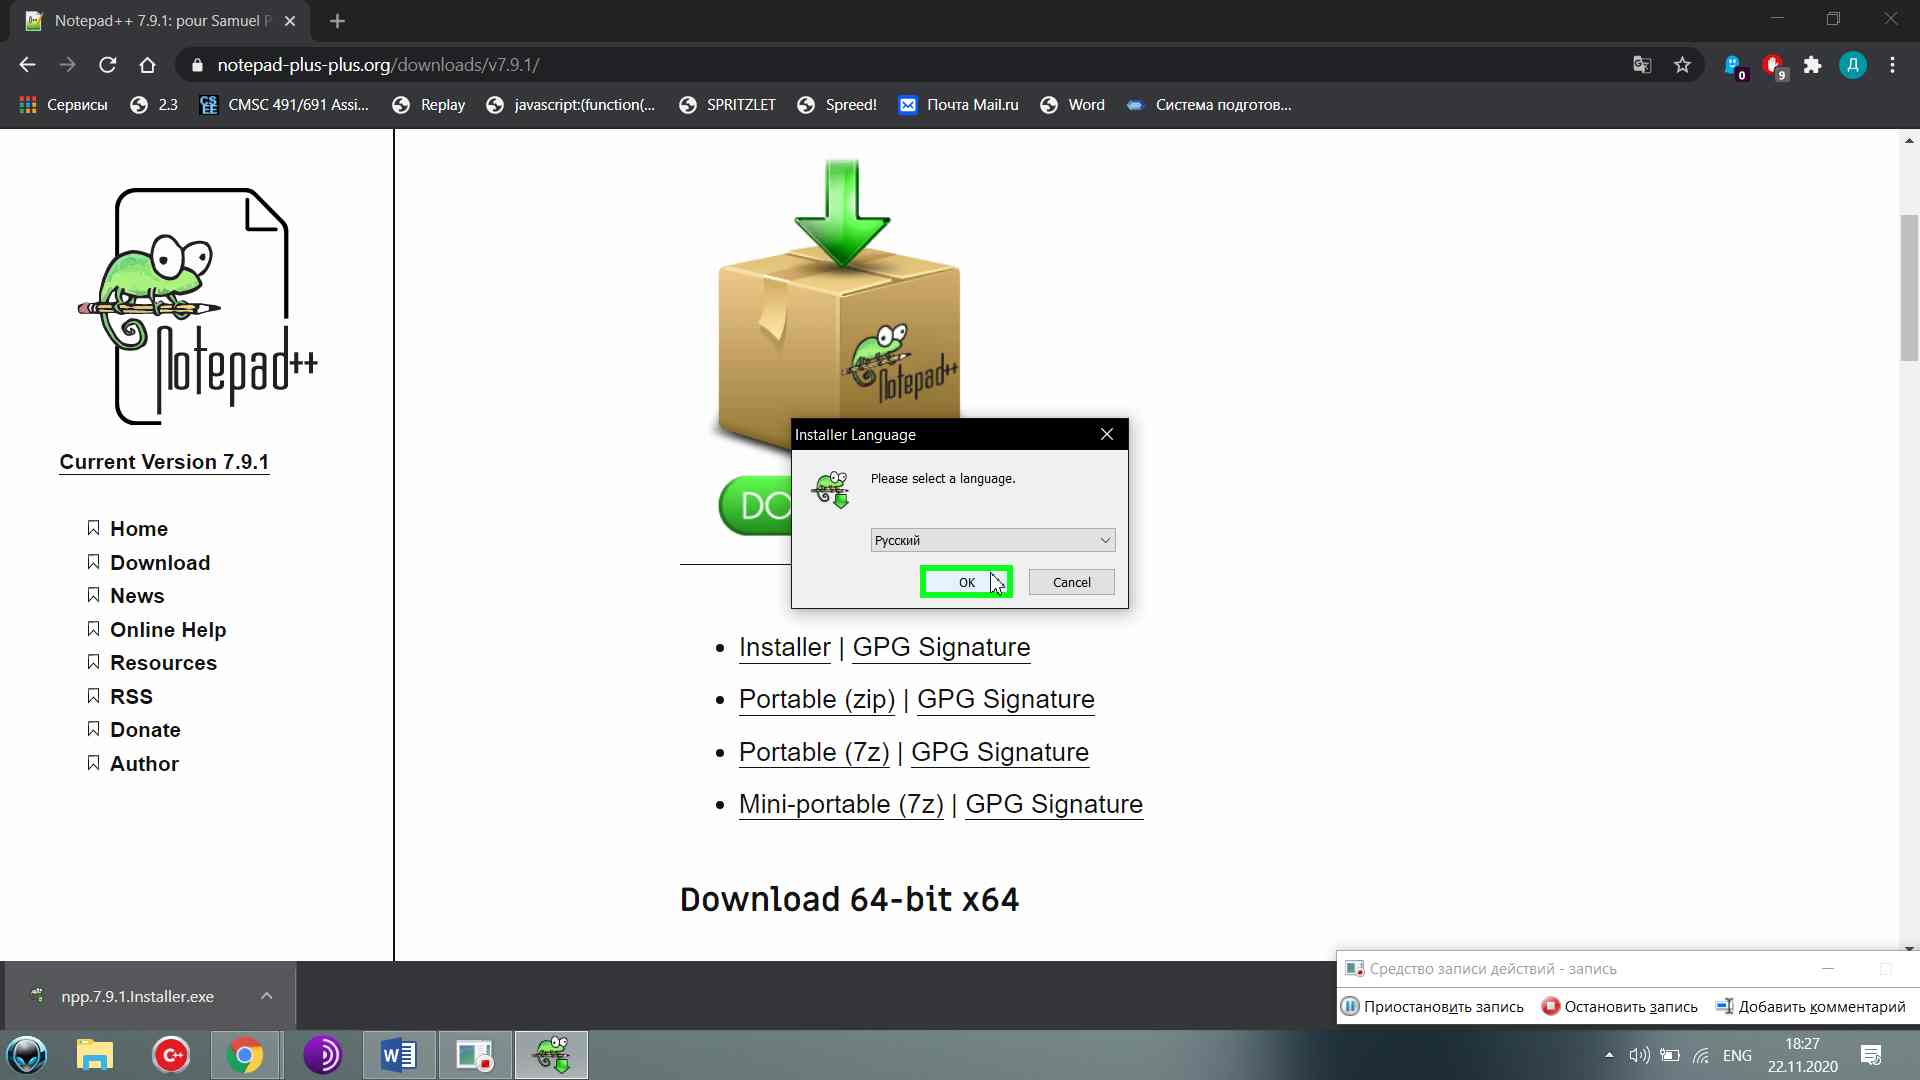 Notepad++ 7.9.1: pour Samuel P
notepad-plus-plus.org/downloads/v7.9.1/
0
9
Д
Сервисы
2.3
CMSC 491/691 Assi...
Replay
javascript:(function(...
SPRITZLET
Spreed!
Почта Mail.ru
Word
Система подготов...
Notepad++
Current Version 7.9.1
Home
Download
News
Online Help
Resources
RSS
Donate
Author
Notepad++
DO
Installer Language
Please select a language.
Русский
OK
Cancel
Installer | GPG Signature
Portable (zip) | GPG Signature
Portable (7z) | GPG Signature
Mini-portable (7z) | GPG Signature
Download 64-bit x64
npp.7.9.1.Installer.exe
Средство записи действий - запись
Приостановить запись
Остановить запись
Добавить комментарий
ENG
18:27
22.11.2020